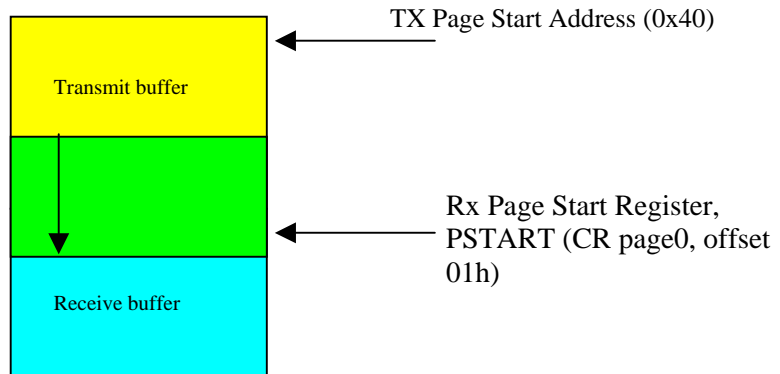 TX Page Start Address (0x40)
Transmit buffer
Rx Page Start Register,
PSTART (CR page0, offset
01h)
Receive buffer